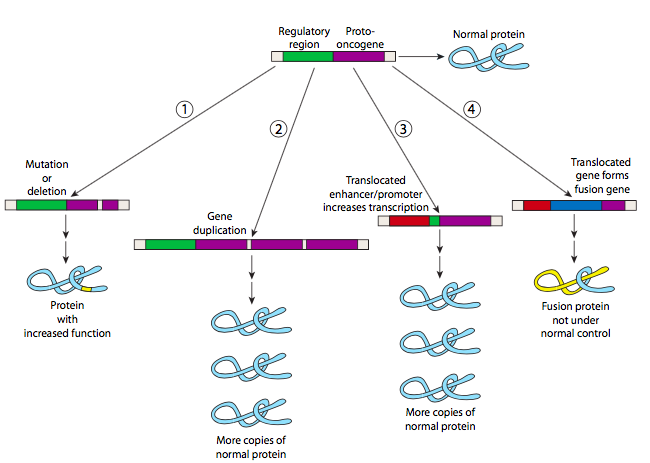 Regulatory
region
Proto-
oncogene
Normal protein
1
2
3
4
Mutation
or
deletion
Gene
duplication
Translocated
enhancer/promoter
increases transcription
Translocated
gene forms
fusion gene
Protein
with
increased function
More copies of
normal protein
More copies of
normal protein
Fusion protein
not under
normal control